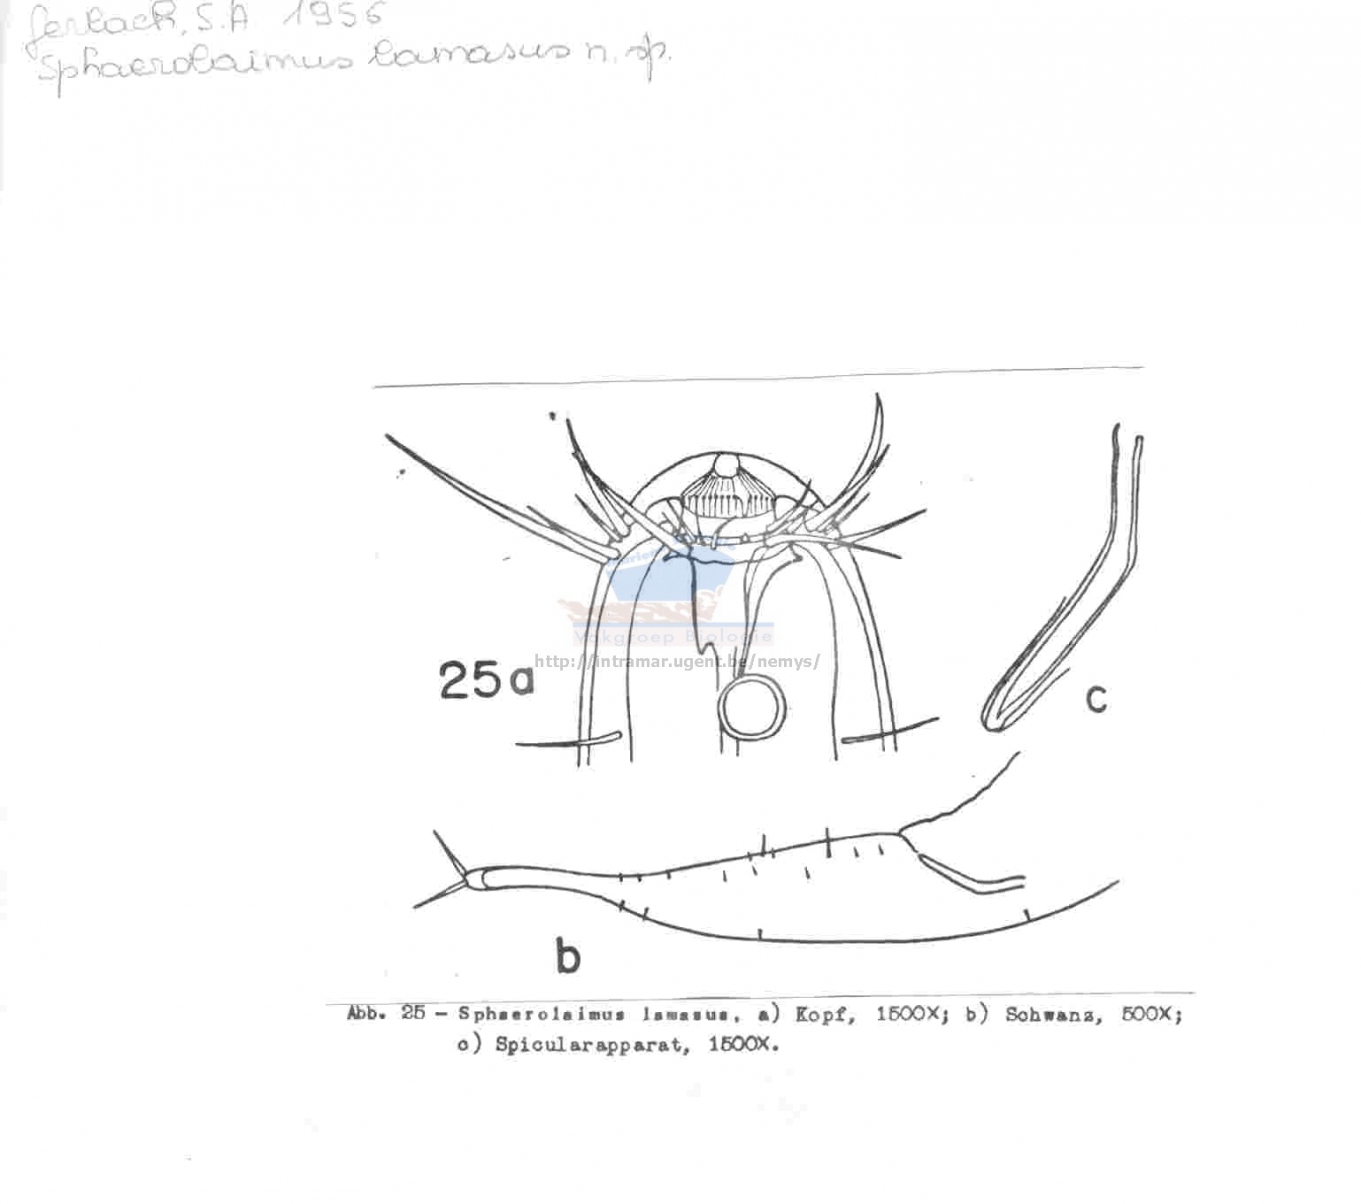 Gerlach, S.A 1956
Sphaerolaimus lamasus n. sp.
Makgroep Biologie
http://intramar.ugent.be/nemys/
25a
c
b
Abb. 25 — Sphaerolaimus lamasus, a) Kopf, 1500X; b) Schwanz, 500X;
c) Spicularapparat, 1500X.